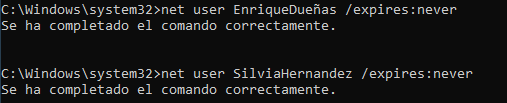 C:\Windows\system32>net user EnriqueDueñas /expires:never
Se ha completado el comando correctamente.
C:\Windows\system32>net user SilviaHernandez /expires:never
Se ha completado el comando correctamente.